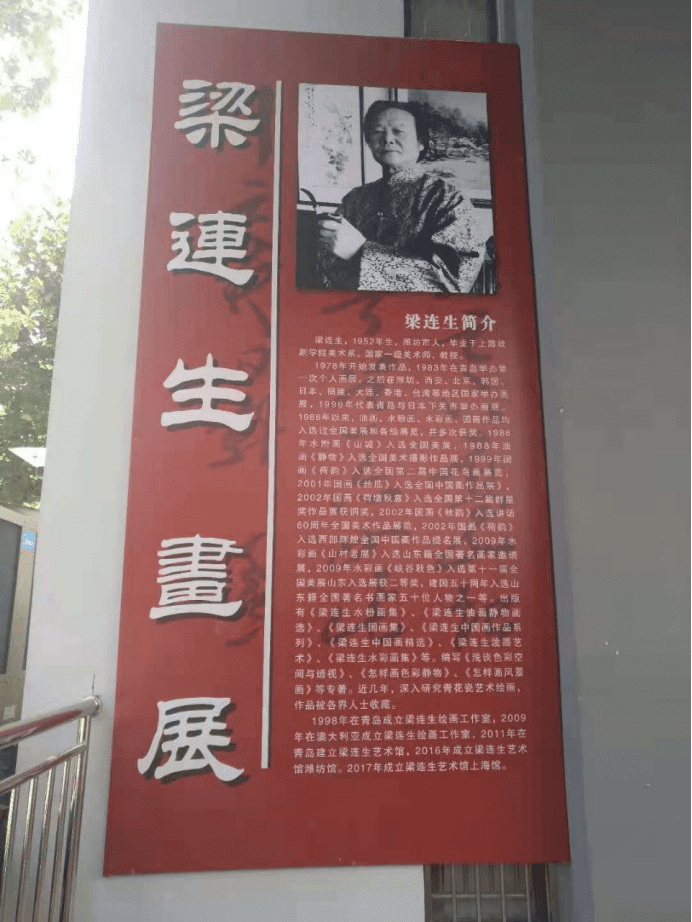 梁連生畫展
梁连生简介
梁连生，1952年生，潍坊市人，毕业于上海戏
剧学院美术系。国家一级美术师，教授。
1978年开始发表作品，1983年在青岛举办第
一次个人画展，之后在潍坊、西安、北京、韩国、
日本、福建、大连、香港、台湾等地区国家举办画
展，1996年代表青岛与日本下关市举办画展。
1986年以来，油画、水粉画、水彩画、国画作品均
入选过全国美展和各级展览，并多次获奖。1986
年水粉画《山城》入选全国美展，1988年油
画《静物》入选全国美术摄影作品展，1999年国
画《荷韵》入选全国第二届中国花鸟画展览，
2001年国画《丝瓜》入选全国中国画作品展》，
2002年国画《荷塘秋意》入选全国第十二届群星
奖作品展获铜奖，2002年国画《秋韵》入选讲话
60周年全国美术作品展览，2002年国画《荷韵》
入选西部辉煌全国中国画作品提名展，2009年水
彩画《山村老屋》入选山东籍全国著名画家邀请
展，2009年水彩画《峡谷秋色》入选第十一届全
国美展山东入选展获二等奖，建国五十周年入选山
东籍全国著名书画家五十位人物之一等。出版
有《梁连生水粉画集》、《梁连生油画静物画
选》、《梁连生国画集》、《梁连生中国画作品系
列》、《梁连生中国画精选》、《梁连生泼墨艺
术》、《梁连生水彩画集》等。编写《浅谈色彩空
间与透视》、《怎样画色彩静物》、《怎样画风景
画》等专著。近几年，深入研究青花瓷艺术绘画，
作品被各界人士收藏。
1998年在青岛成立梁连生绘画工作室，2009
年在澳大利亚成立梁连生绘画工作室，2011年在
青岛建立梁连生艺术馆，2016年成立梁连生艺术
馆潍坊馆。2017年成立梁连生艺术馆上海馆。